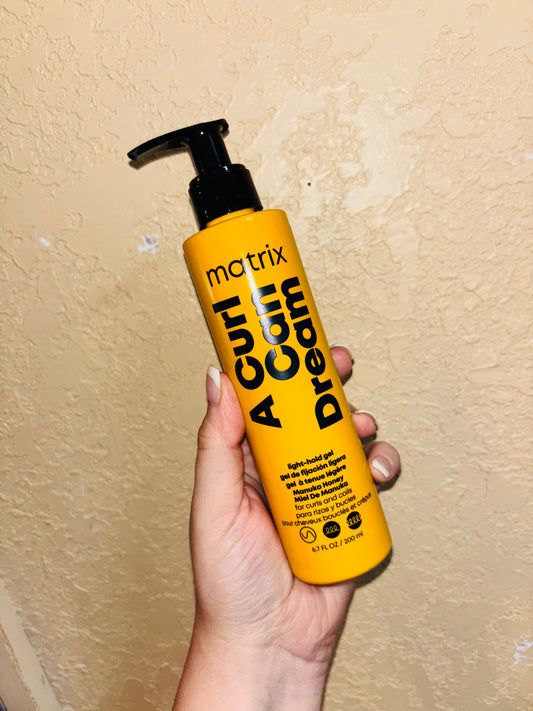 matrix
A Curl
Can
Dream
light-hold gel
gel de fijación ligera
gel à tenue légère
Manuka Honey
Miel De Manuka
for curls and coils
para rizos y bucles
pour cheveux bouclés et crépus
6.7 FL OZ / 200 ml